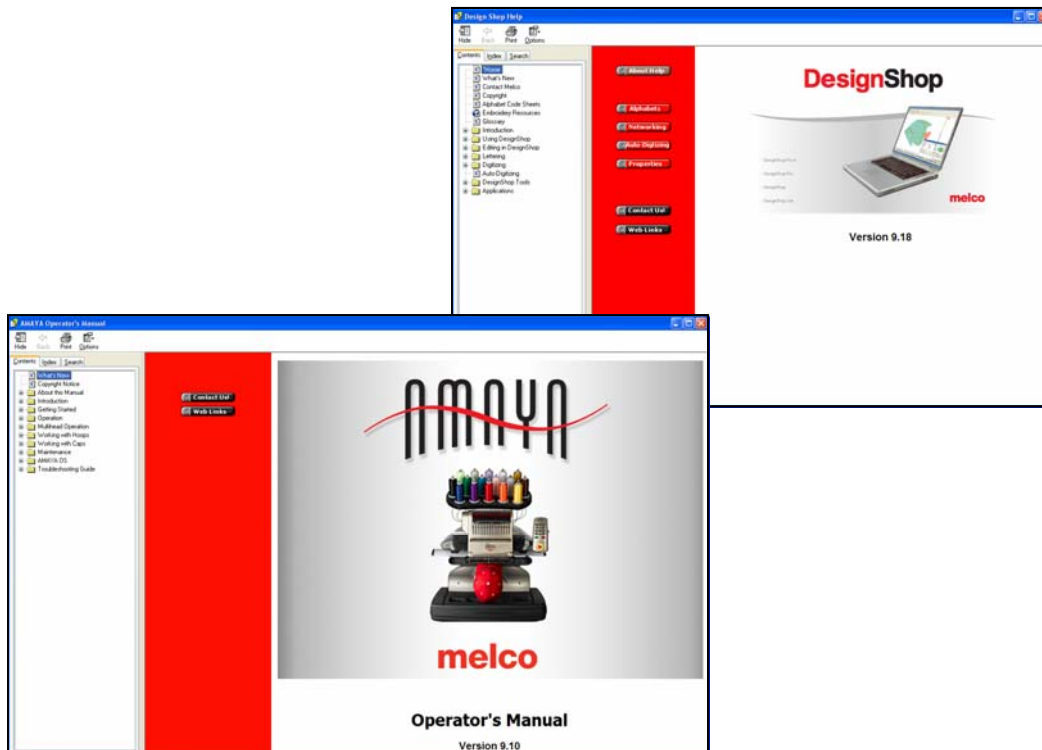 Design Shop Help
Hide Back Print Options
Contents Index Search
Home
What's New
Contact Melco
Copyright
Alphabet Code Sheets
Embroidery Resources
Glossary
Introduction
Using DesignShop
Editing in DesignShop
Lettering
Digitizing
Auto Digitizing
DesignShop Tools
Applications
About Help
Alphabets
Networking
Auto-Digitizing
Properties
Contact Us!
Web Links
DesignShop
melco
Version 9.18
AMAYA Operator's Manual
Hide Back Print Options
Contents Index Search
What's New
Copyright Notice
About this Manual
Introduction
Getting Started
Operation
Multihead Operation
Working with Hoops
Working with Caps
Maintenance
AMAYA OS
Troubleshooting Guide
Contact Us!
Web Links
AMAYA
melco
Operator's Manual
Version 9.10